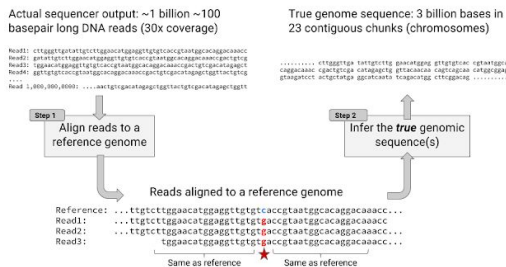 Actual sequencer output: ~1 billion ~100
basepair long DNA reads (30x coverage)
Read1: cttgggttgatattgtcttggaacatggaggttgtgtcaccgtaatggcacaggacaaacc
Read2: gatattgtcttggaacatggaggttgtgtcaccgtaatggcacaggacaaaccgactgtcg
Read3: tggaacatggaggttgtgtcaccgtaatggcacaggacaaaccgactgtcgacatagagct
Read4: ggttgtgtcaccgtaatggcacaggacaaaccgactgtcgacatagagctggttactgtcg
Read 1,000,000,0000: ....aactgtcgacatagagctggttactgtcgacatagagctggtt
True genome sequence: 3 billion bases in
23 contiguous chunks (chromosomes)
Step 1
Align reads to a
reference genome
Step 2
Infer the true genomic
sequence(s)
Reads aligned to a reference genome
Reference: ...ttgtcttggaacatggaggttgtgtcaccgtaatggcacaggacaaacc...
Read1: ...ttgtcttggaacatggaggttgtgtgaccgtaatggcacaggacaaacc
Read2: ...ttgtcttggaacatggaggttgtgtgaccgtaatggcacaggacaaacc...
Read3: tggaacatggaggttgtgtgaccgtaatggcacaggacaaacc...
Same as reference
Same as reference